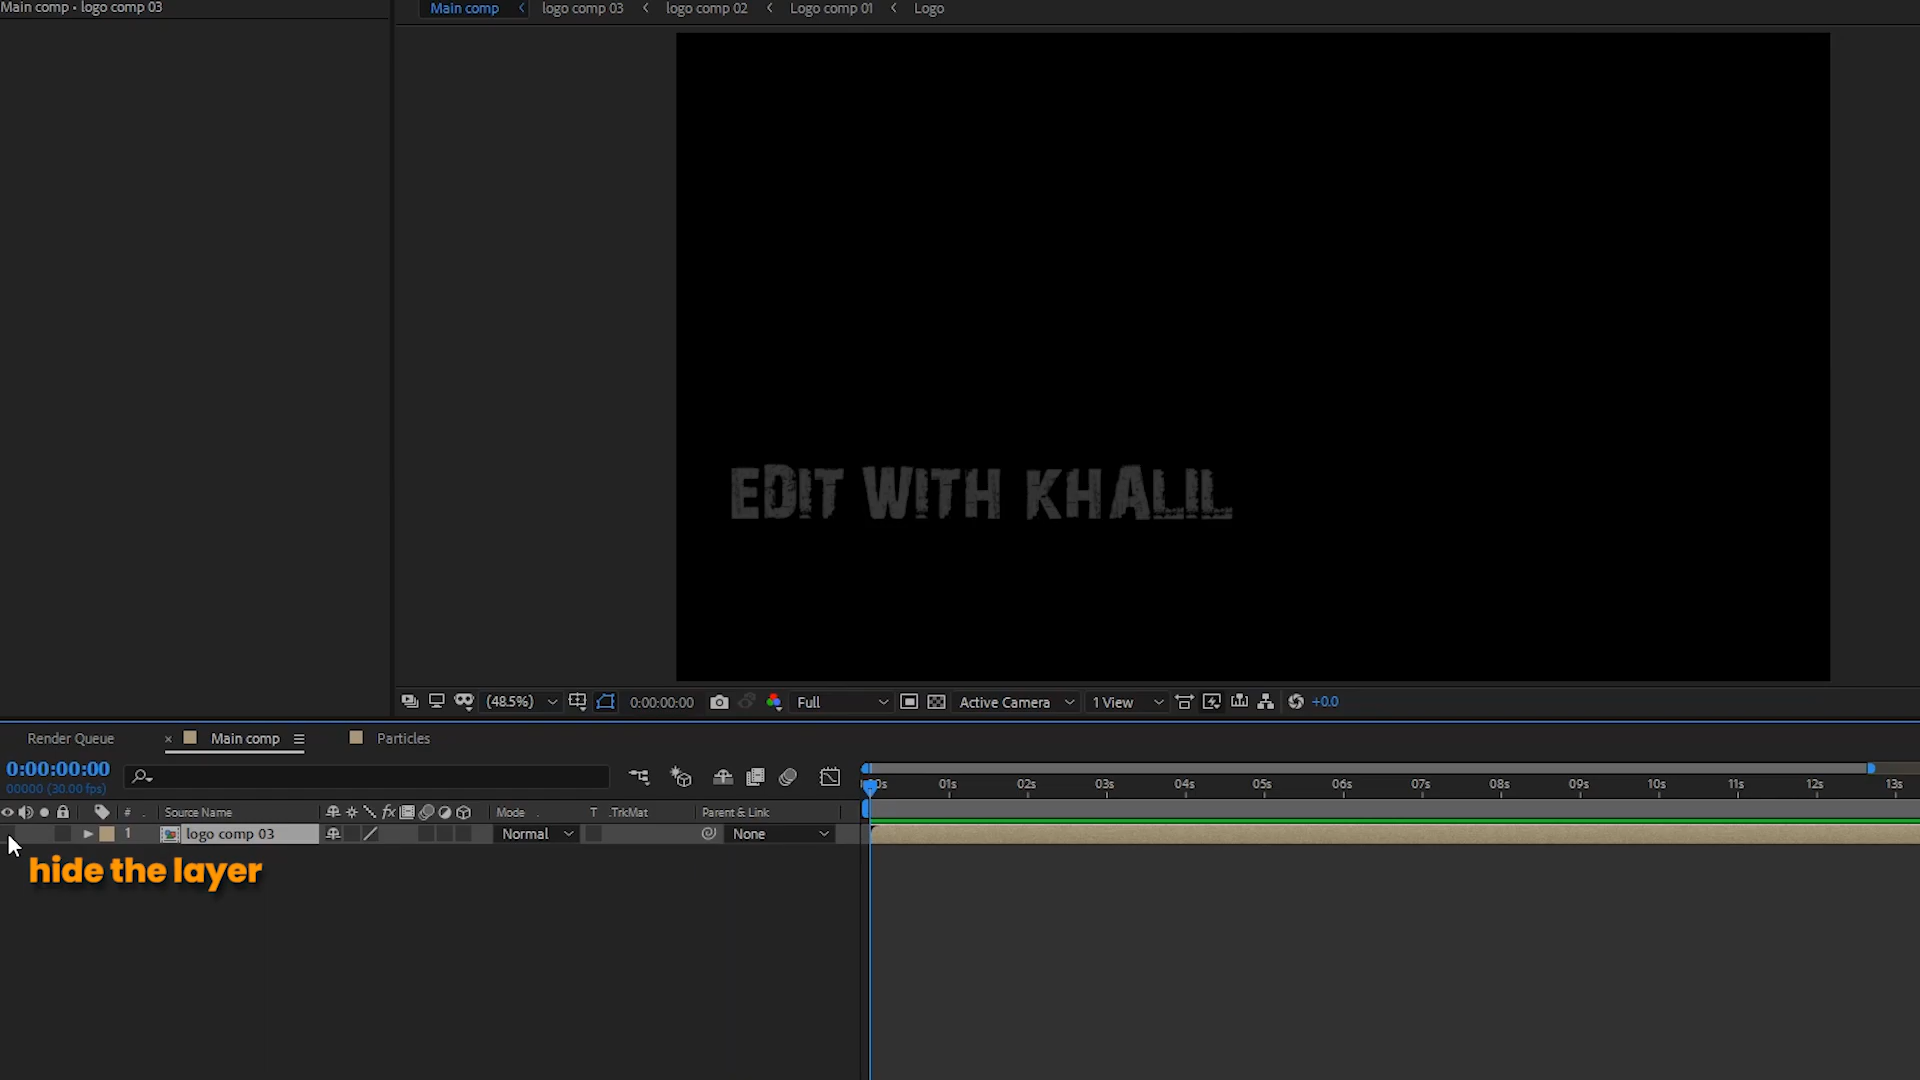 Main comp • logo comp 03
Main comp < logo comp 03 < logo comp 02 < Logo comp 01 < Logo
EDIT WITH KHALIL
(48.5%) 0:00:00:00 Full Active Camera 1 View +0.0
Render Queue × Main comp Particles
0:00:00:00
00000 (30.00 fps)
01s 02s 03s 04s 05s 06s 07s 08s 09s 10s 11s 12s 13s
# Source Name fx Mode T .TrkMat Parent & Link
1 logo comp 03 Normal None
hide the layer